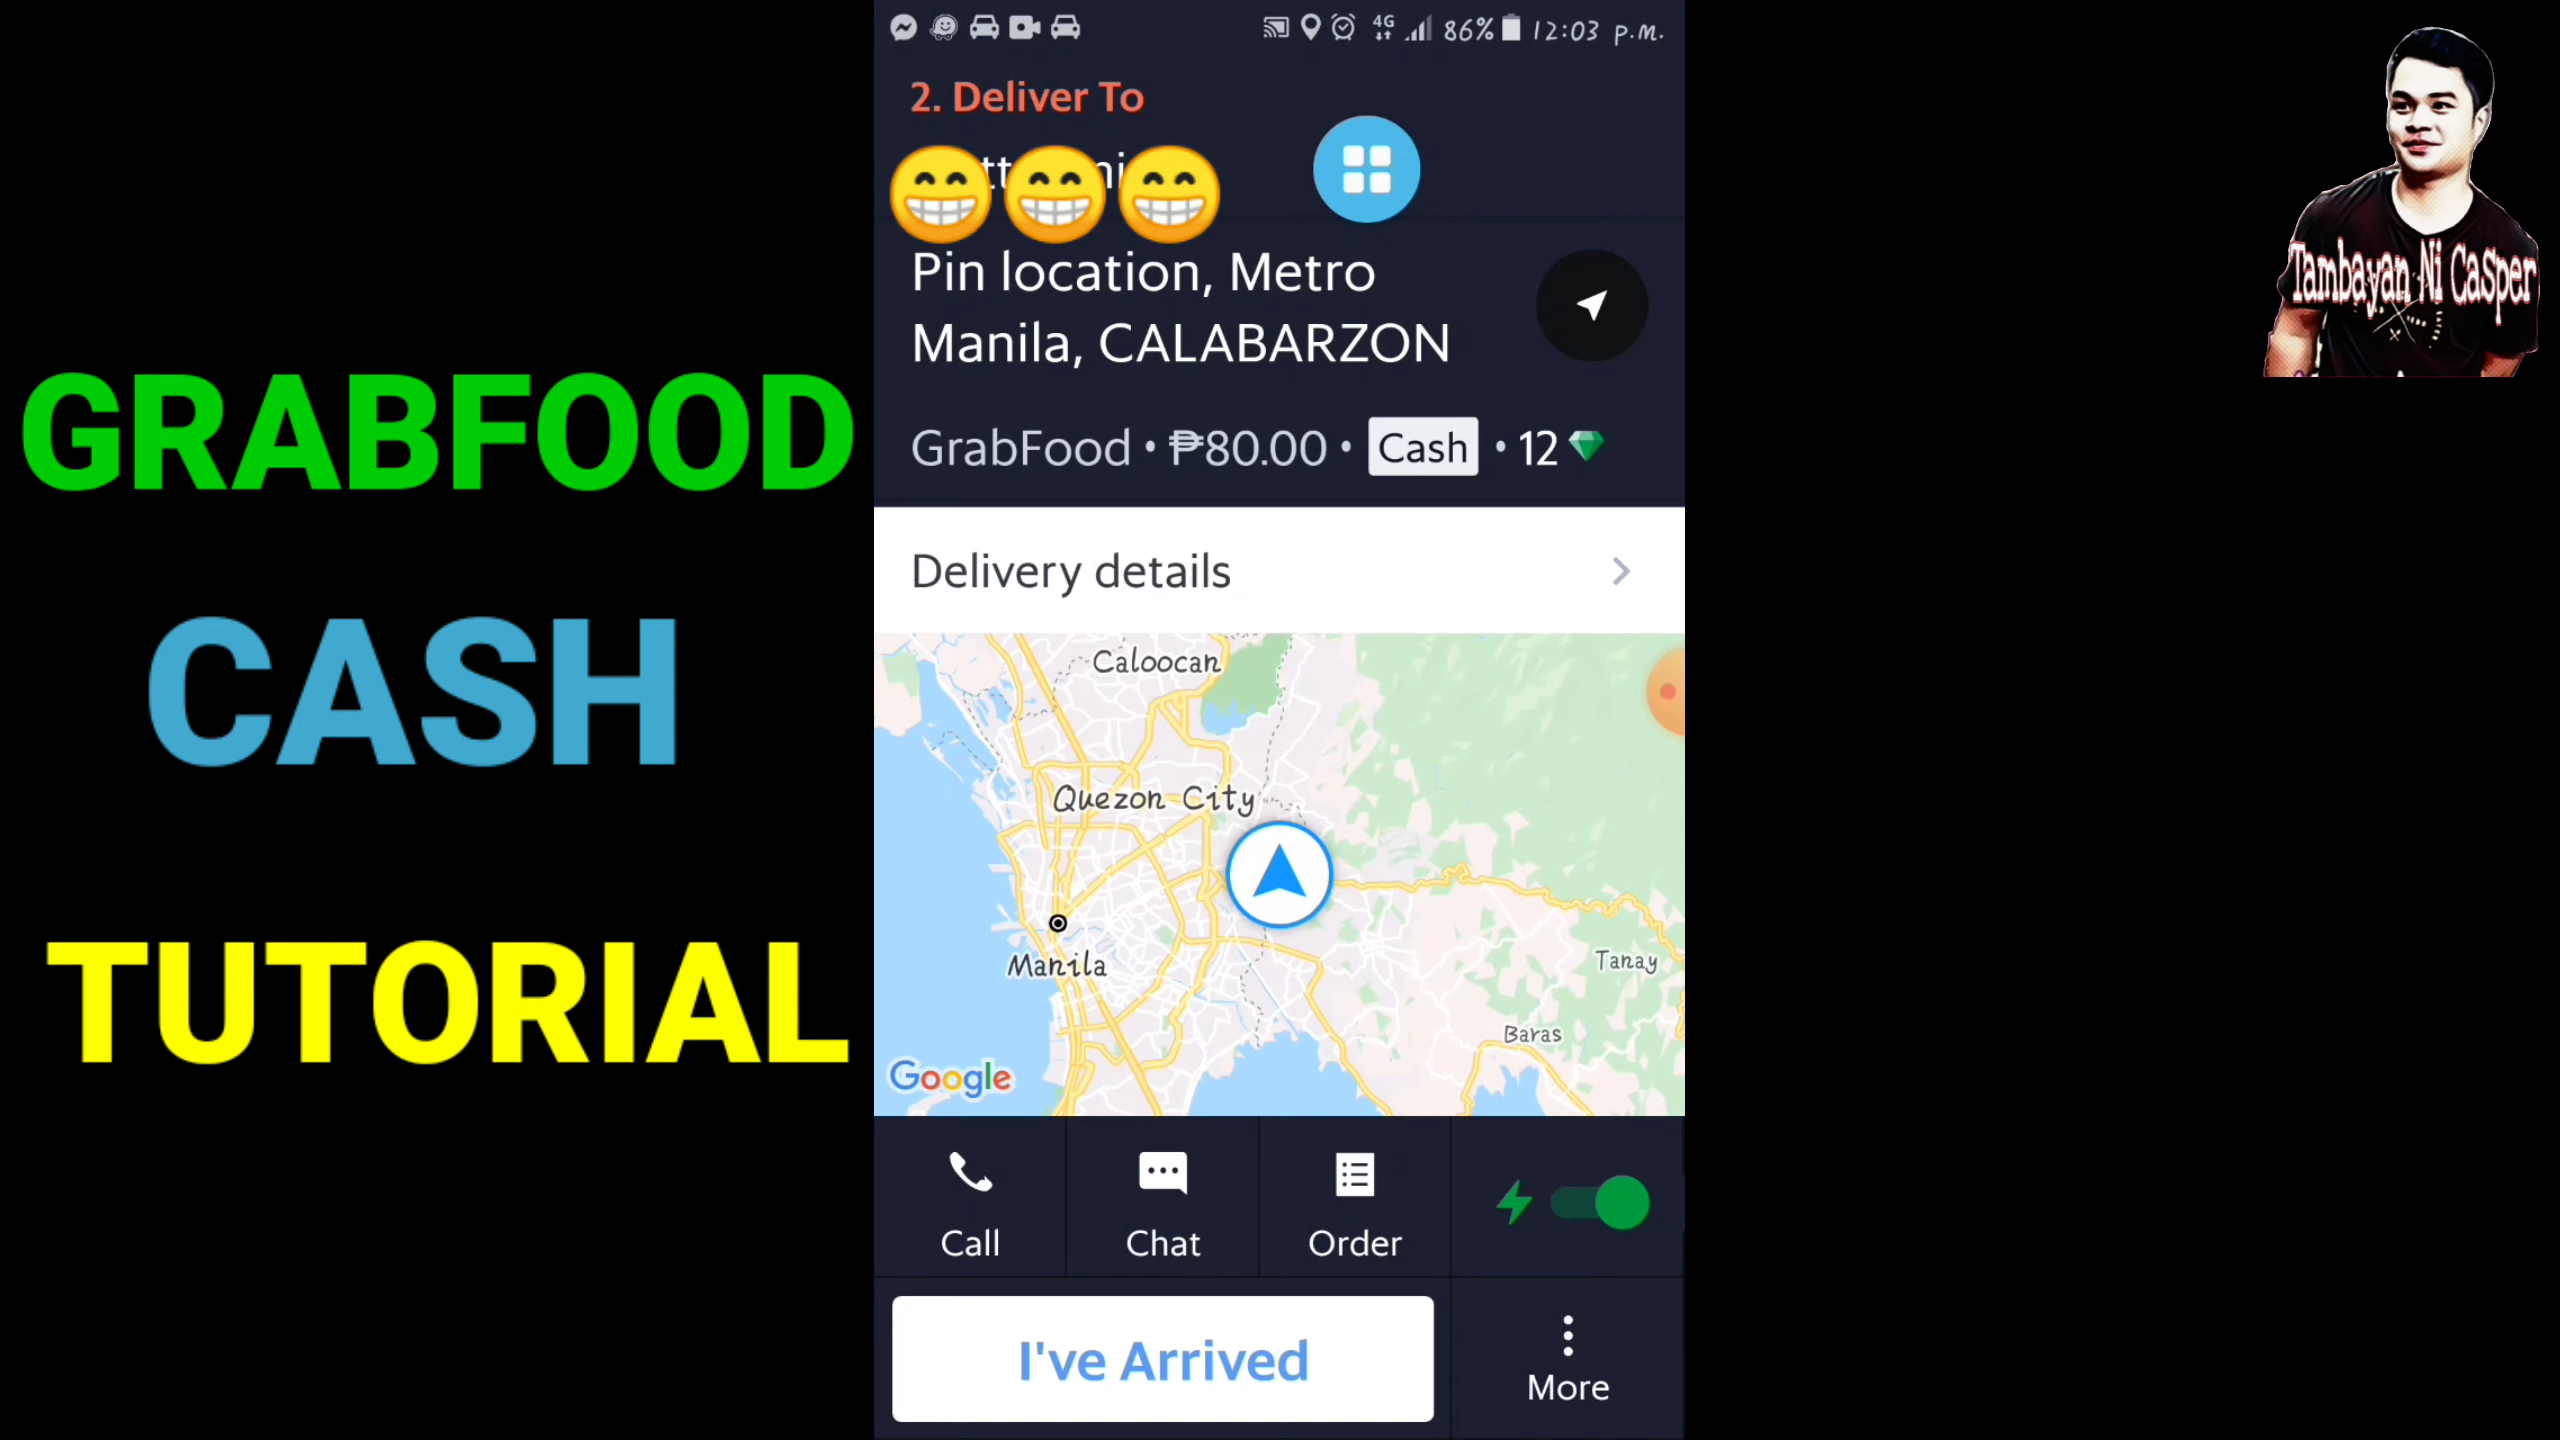 GRABFOOD
CASH
TUTORIAL
4G 86% 12:03 p.m.
2. Deliver To
Pin location, Metro
Manila, CALABARZON
GrabFood • ₱80.00 • Cash • 12
Delivery details
Caloocan
Quezon City
Manila
Tanay
Baras
Google
Call
Chat
Order
I've Arrived
More
Tambayan Ni Casper